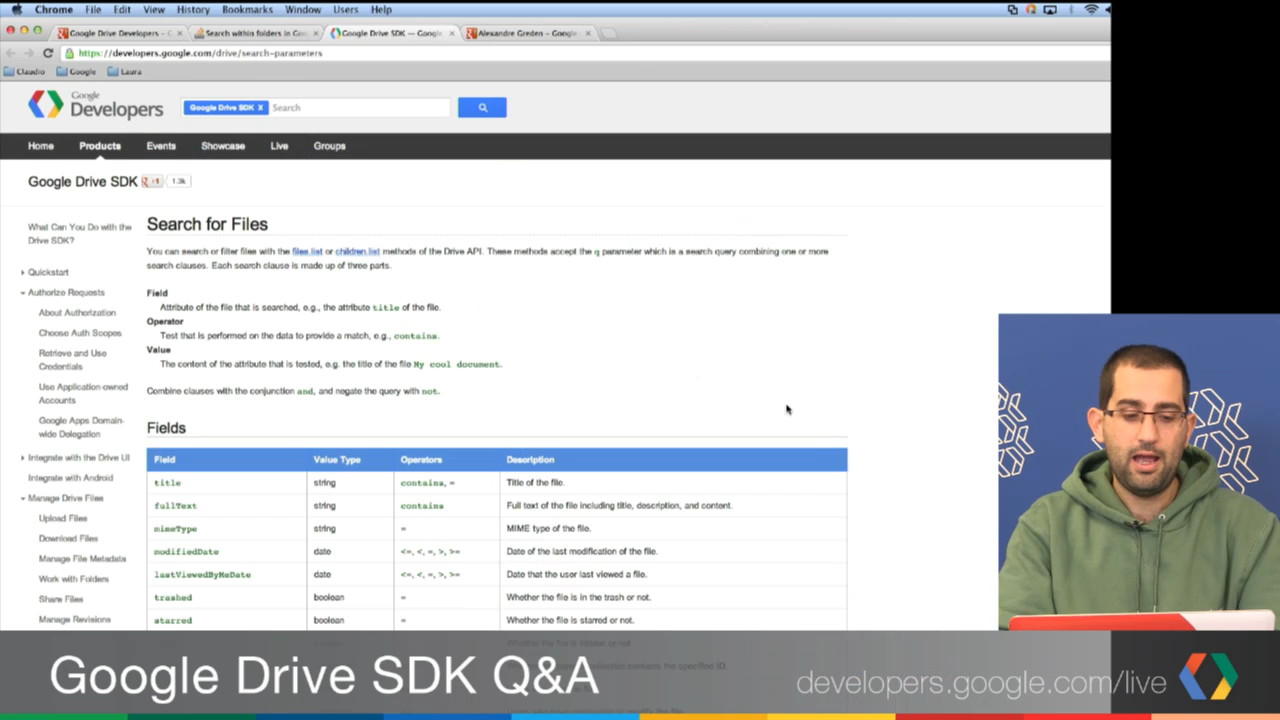 Chrome File Edit View History Bookmarks Window Users Help
Google Drive Developers - G
Search within folders in Goo
Google Drive SDK — Google
Alexandre Greden - Google
https://developers.google.com/drive/search-parameters
Claudio Google Laura
Google
Developers
Google Drive SDK X Search
Home Products Events Showcase Live Groups
Google Drive SDK +1 1.3k
What Can You Do with the
Drive SDK?
Quickstart
Authorize Requests
About Authorization
Choose Auth Scopes
Retrieve and Use
Credentials
Use Application-owned
Accounts
Google Apps Domain-
wide Delegation
Integrate with the Drive UI
Integrate with Android
Manage Drive Files
Upload Files
Download Files
Manage File Metadata
Work with Folders
Share Files
Manage Revisions
Search for Files
You can search or filter files with the files.list or children.list methods of the Drive API. These methods accept the q parameter which is a search query combining one or more
search clauses. Each search clause is made up of three parts.
Field
Attribute of the file that is searched, e.g., the attribute title of the file.
Operator
Test that is performed on the data to provide a match, e.g., contains.
Value
The content of the attribute that is tested, e.g. the title of the file My cool document.
Combine clauses with the conjunction and, and negate the query with not.
Fields
Field Value Type Operators Description
title string contains, = Title of the file.
fullText string contains Full text of the file including title, description, and content.
mimeType string = MIME type of the file.
modifiedDate date <=, <, =, >, >= Date of the last modification of the file.
lastViewedByMeDate date <=, <, =, >, >= Date that the user last viewed a file.
trashed boolean = Whether the file is in the trash or not.
starred boolean = Whether the file is starred or not.
Whether the file is hidden or not
collection contains the specified ID.
Google Drive SDK Q&A
developers.google.com/live